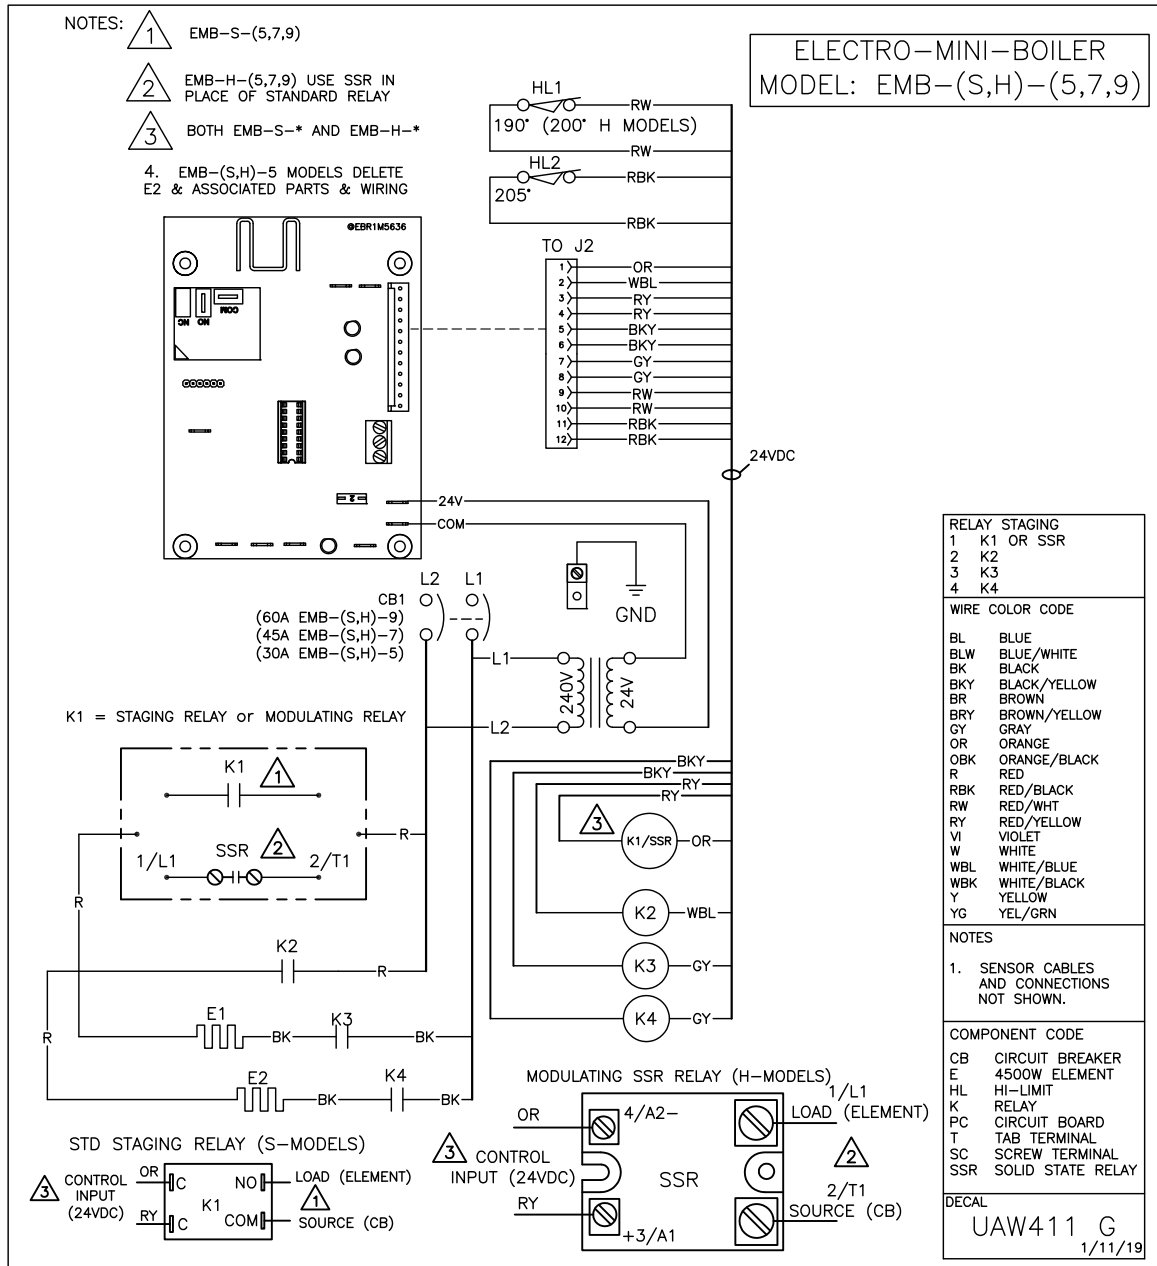 NOTES:
1 EMB-S-(5,7,9)
2 EMB-H-(5,7,9) USE SSR IN
PLACE OF STANDARD RELAY
3 BOTH EMB-S-* AND EMB-H-*
4. EMB-(S,H)-5 MODELS DELETE
E2 & ASSOCIATED PARTS & WIRING
ELECTRO-MINI-BOILER
MODEL: EMB-(S,H)-(5,7,9)
HL1
RW
190° (200° H MODELS)
RW
HL2
RBK
205°
RBK
TO J2
1 OR
2 WBL
3 RY
4 RY
5 BKY
6 BKY
7 GY
8 GY
9 RW
10 RW
11 RBK
12 RBK
24VDC
©EBR1M5636
NC
NO
COM
2
24V
COM
L2 L1
CB1
(60A EMB-(S,H)-9)
(45A EMB-(S,H)-7)
(30A EMB-(S,H)-5)
GND
L1
240V
24V
L2
K1 = STAGING RELAY or MODULATING RELAY
K1 1
R
1/L1 SSR 2 2/T1
R
K2
R
R
E1
BK
K3
BK
E2
BK
K4
BK
BKY
BKY
RY
RY
3
K1/SSR OR
K2 WBL
K3 GY
K4 GY
STD STAGING RELAY (S-MODELS)
3 CONTROL
INPUT
(24VDC)
OR
RY
C
C
K1
NO
COM
LOAD (ELEMENT)
1
SOURCE (CB)
MODULATING SSR RELAY (H-MODELS)
OR
3 CONTROL
INPUT (24VDC)
RY
4/A2-
SSR
+3/A1
1/L1
LOAD (ELEMENT)
2
2/T1
SOURCE (CB)
RELAY STAGING
1 K1 OR SSR
2 K2
3 K3
4 K4
WIRE COLOR CODE
BL BLUE
BLW BLUE/WHITE
BK BLACK
BKY BLACK/YELLOW
BR BROWN
BRY BROWN/YELLOW
GY GRAY
OR ORANGE
OBK ORANGE/BLACK
R RED
RBK RED/BLACK
RW RED/WHT
RY RED/YELLOW
VI VIOLET
W WHITE
WBL WHITE/BLUE
WBK WHITE/BLACK
Y YELLOW
YG YEL/GRN
NOTES
1. SENSOR CABLES
AND CONNECTIONS
NOT SHOWN.
COMPONENT CODE
CB CIRCUIT BREAKER
E 4500W ELEMENT
HL HI-LIMIT
K RELAY
PC CIRCUIT BOARD
T TAB TERMINAL
SC SCREW TERMINAL
SSR SOLID STATE RELAY
DECAL
UAW411 G
1/11/19